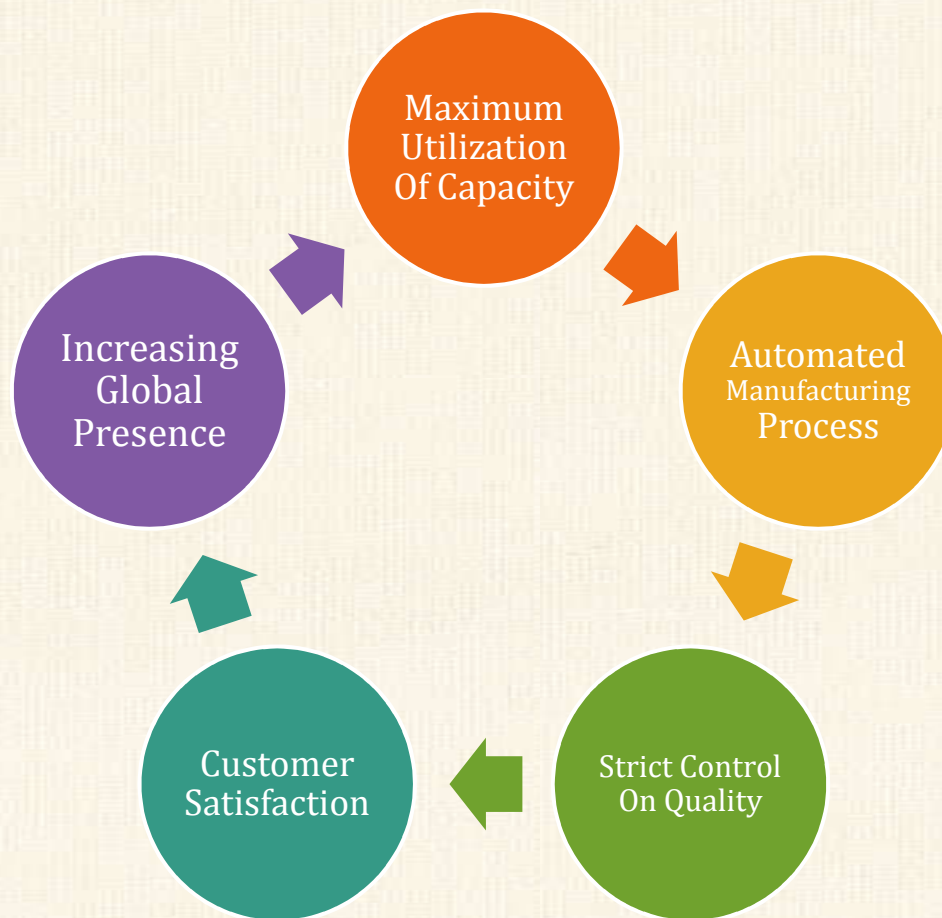 Maximum
Utilization
Of Capacity
Automated
Manufacturing
Process
Strict Control
On Quality
Customer
Satisfaction
Increasing
Global
Presence